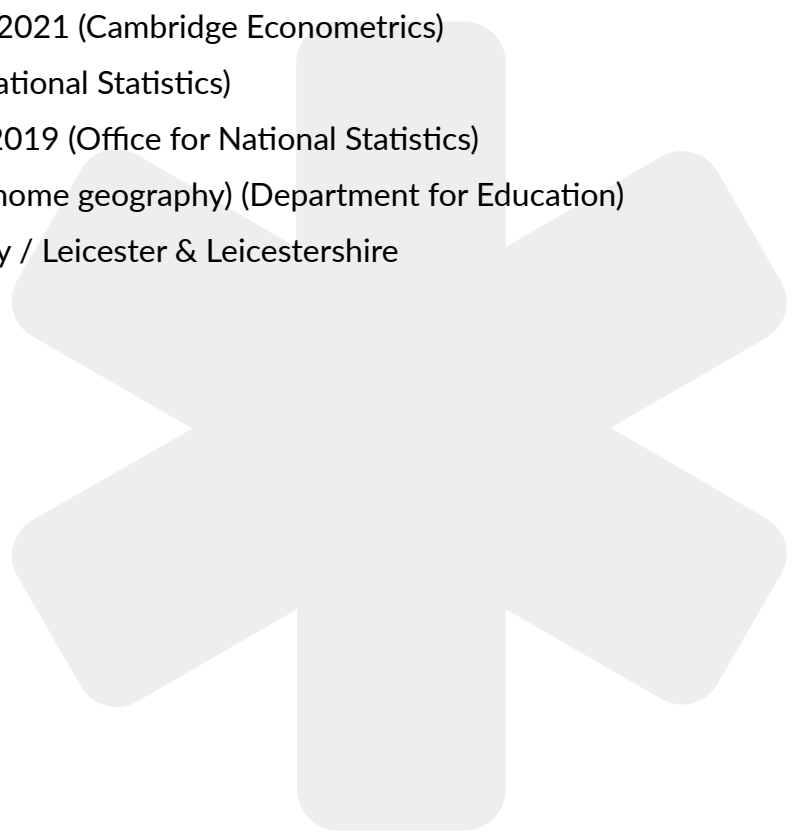 2021 (Cambridge Econometrics)
ational Statistics)
2019 (Office for National Statistics)
home geography) (Department for Education)
y / Leicester & Leicestershire